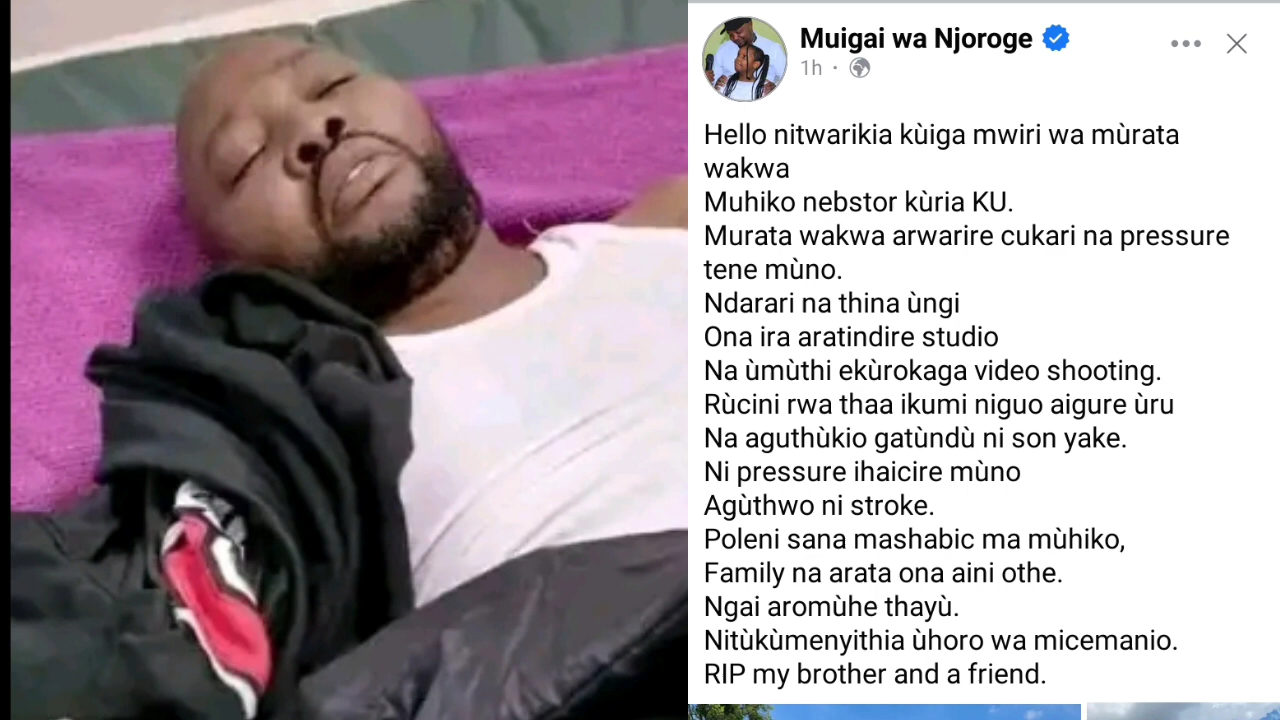 Muigai wa Njoroge
1h
Hello nitwarikia kùiga mwiri wa mùrata
wakwa
Muhiko nebstor kùria KU.
Murata wakwa arwarire cukari na pressure
tene mùno.
Ndarari na thina ùngi
Ona ira aratindire studio
Na ùmùthi ekùrokaga video shooting.
Rùcini rwa thaa ikumi niguo aigure ùru
Na aguthùkio gatùndù ni son yake.
Ni pressure ihaicire mùno
Agùthwo ni stroke.
Poleni sana mashabic ma mùhiko,
Family na arata ona aini othe.
Ngai aromùhe thayù.
Nitùkùmenyithia ùhoro wa micemanio.
RIP my brother and a friend.